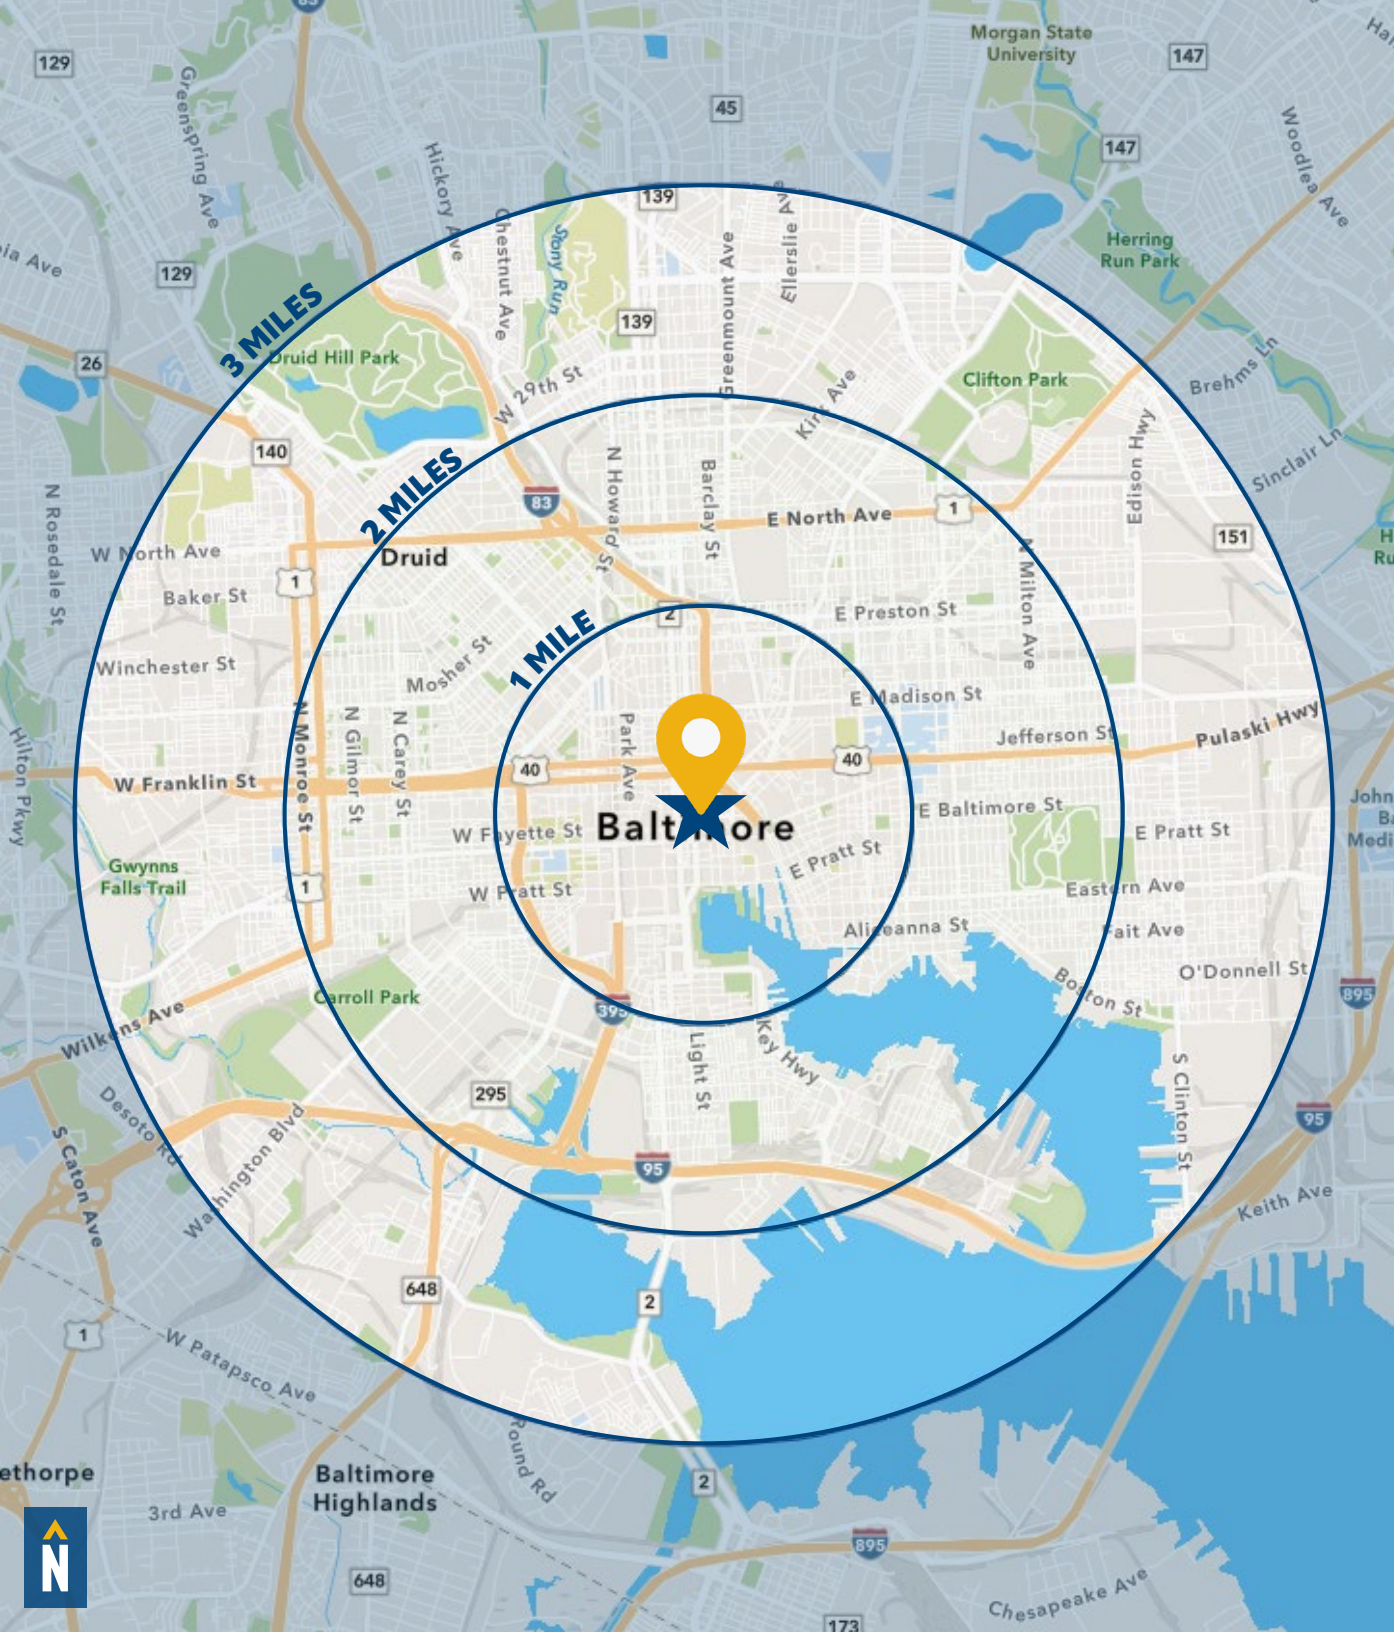 83
Morgan State
University
129
147
45
Greenspring Ave
Hickory Ave
147
Woodlea Ave
139
Chestnut Ave
Stony Run
Greenmount Ave
Ellerslie Ave
Herring
Run Park
129
3 MILES
139
26
Druid Hill Park
W 29th St
Kirk Ave
Clifton Park
Brehms Ln
140
2 MILES
N Howard St
Barclay St
Edison Hwy
Sinclair Ln
83
E North Ave
1
N Rosedale St
W North Ave
Druid
151
1
Baker St
N Milton Ave
1 MILE
2
E Preston St
Winchester St
Mosher St
E Madison St
N Monroe St
N Gilmor St
N Carey St
Park Ave
Jefferson St
Pulaski Hwy
Hilton Pkwy
W Franklin St
40
40
Baltimore
W Fayette St
E Baltimore St
E Pratt St
E Pratt St
Gwynns
Falls Trail
1
W Pratt St
Eastern Ave
Aliceanna St
Fait Ave
O'Donnell St
Carroll Park
Boston St
895
Wilkens Ave
395
Key Hwy
Light St
S Clinton St
295
Desoto Rd
Washington Blvd
95
S Caton Ave
95
Keith Ave
648
2
1
W Patapsco Ave
Round Rd
ethorpe
Baltimore
Highlands
2
3rd Ave
895
N
648
Chesapeake Ave
173